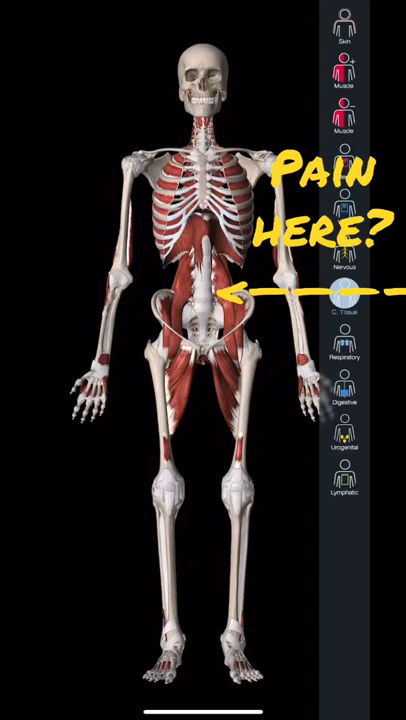 Skin
Muscle
Muscle
PAIN
HERE?
Nervous
C. Tissue
Respiratory
Digestive
Urogenital
Lymphatic